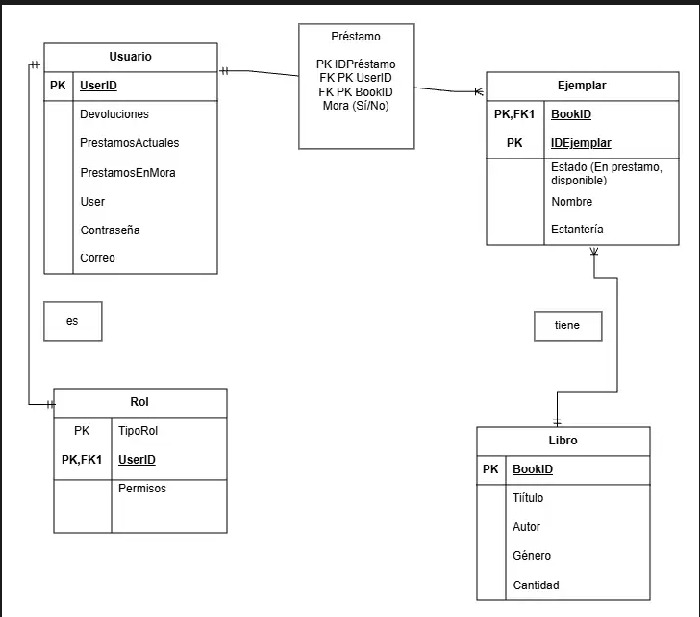 Préstamo
PK IDPréstamo
FK PK UserID
FK PK BookID
Mora (Sí/No)
Usuario
PK UserID
Devoluciones
PrestamosActuales
PrestamosEnMora
User
Contraseña
Correo
Ejemplar
PK,FK1 BookID
PK IDEjemplar
Estado (En prestamo,
disponible)
Nombre
Estantería
es
tiene
Rol
PK TipoRol
PK,FK1 UserID
Permisos
Libro
PK BookID
Tiítulo
Autor
Género
Cantidad